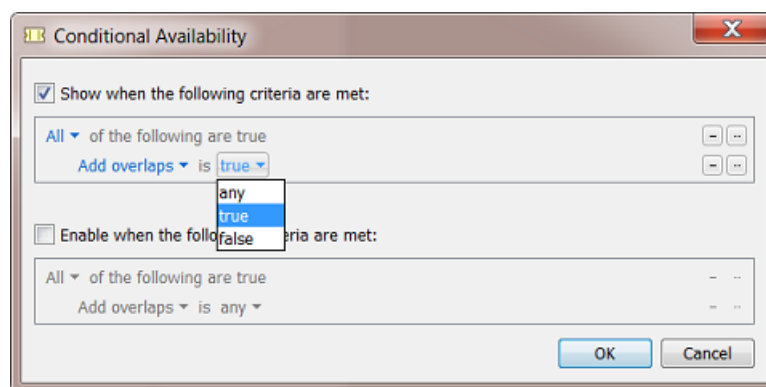 Conditional Availability
Show when the following criteria are met:
All of the following are true
Add overlaps is true
any
true
false
Enable when the follo eria are met:
All of the following are true
Add overlaps is any
OK Cancel